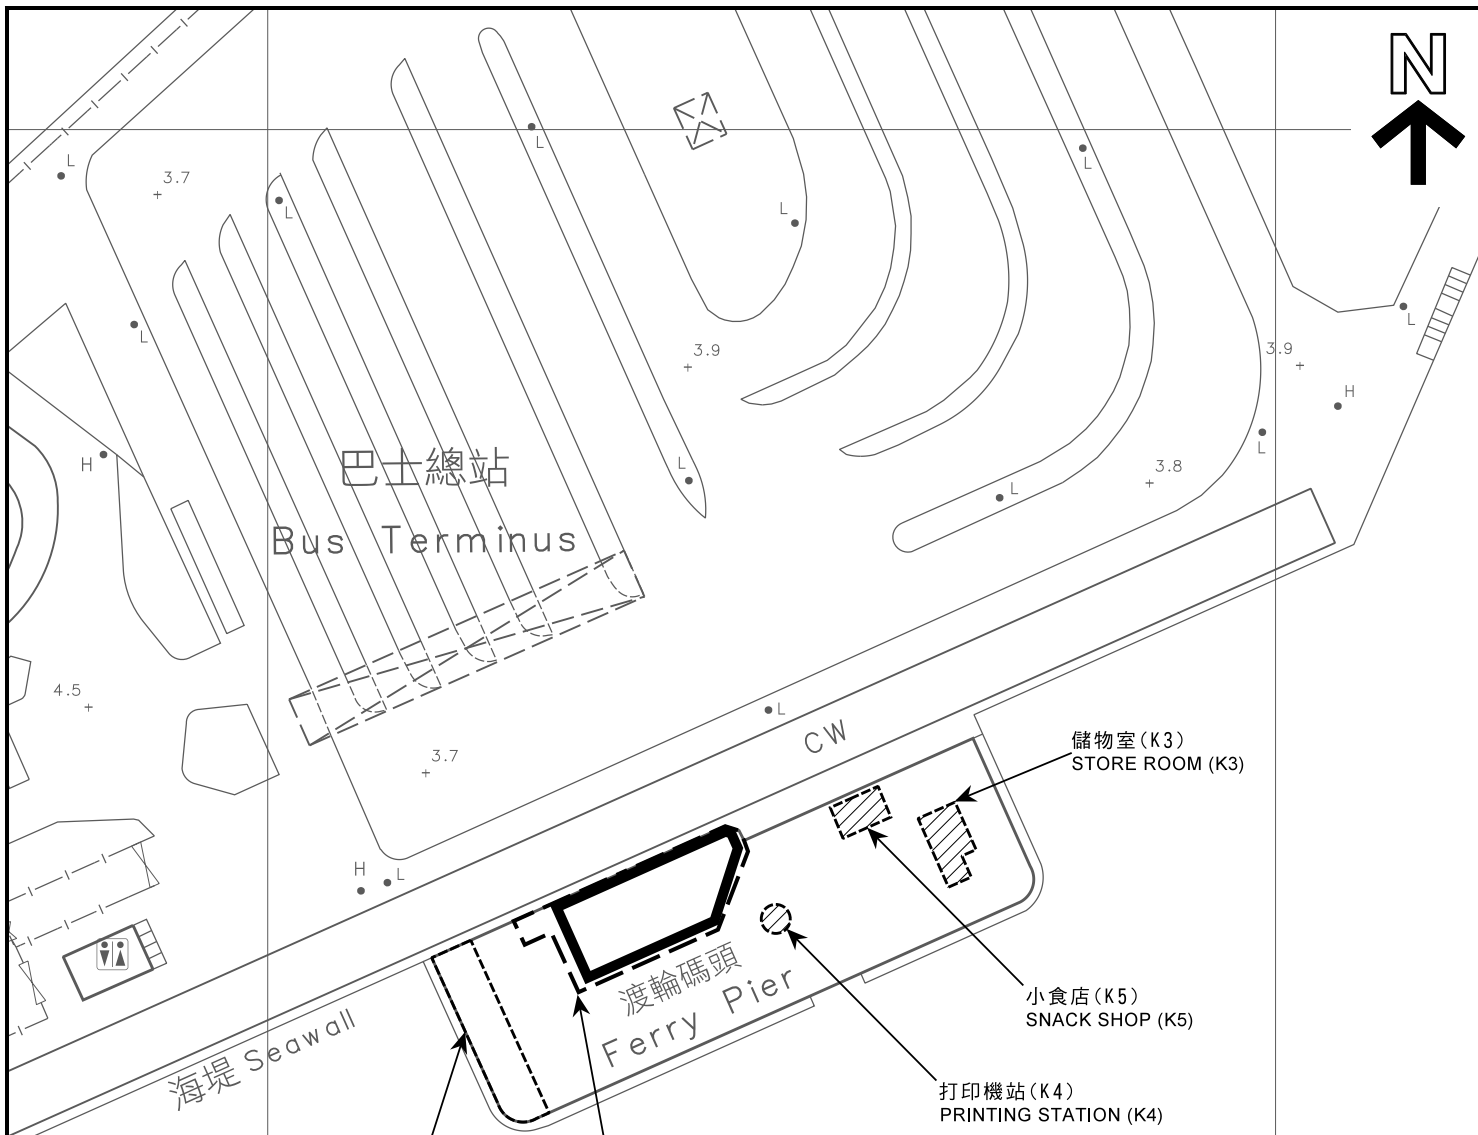 N
L
3.7
L
L
L
L
L
3.9
3.9
L
H
L
H
L
3.8
L
巴士總站
Bus Terminus
4.5
L
CW
3.7
儲物室(K3)
STORE ROOM (K3)
H
L
渡輪碼頭
Ferry Pier
小食店(K5)
SNACK SHOP (K5)
海堤 Seawall
打印機站(K4)
PRINTING STATION (K4)